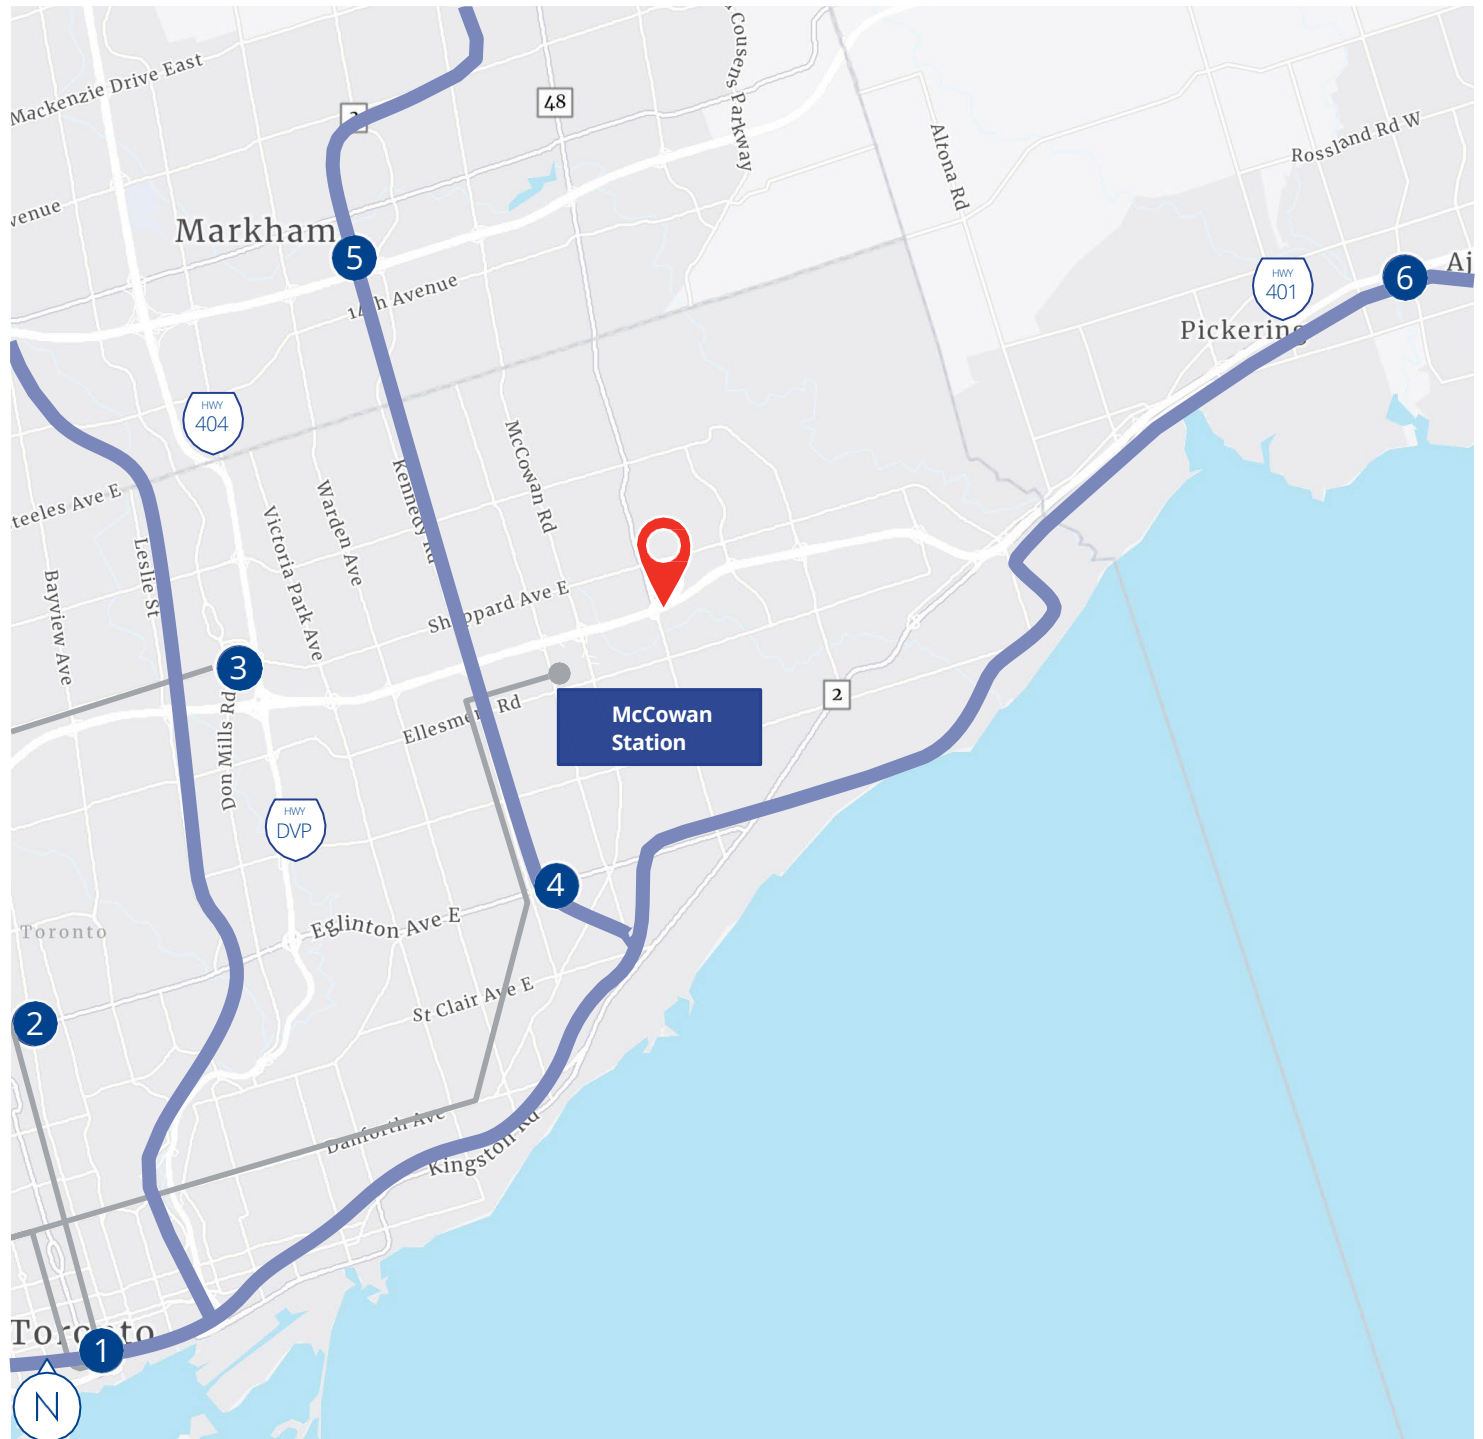 Cousens Parkway
Mackenzie Drive East
48
Altona Rd
Rossland Rd W
venue
Markham
5
14th Avenue
HWY
401
6
Aj
Pickering
HWY
404
McCowan Rd
Kennedy Rd
Warden Ave
teeles Ave E
Victoria Park Ave
Leslie St
Bayview Ave
Sheppard Ave E
3
2
Ellesmere Rd
McCowan
Station
Don Mills Rd
HWY
DVP
4
Eglinton Ave E
Toronto
St Clair Ave E
2
Danforth Ave
Kingston Rd
Toronto
1
N